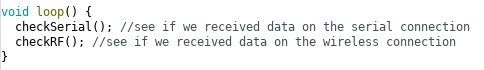 void loop() {
  checkSerial(); //see if we received data on the serial connection
  checkRF(); //see if we received data on the wireless connection
}